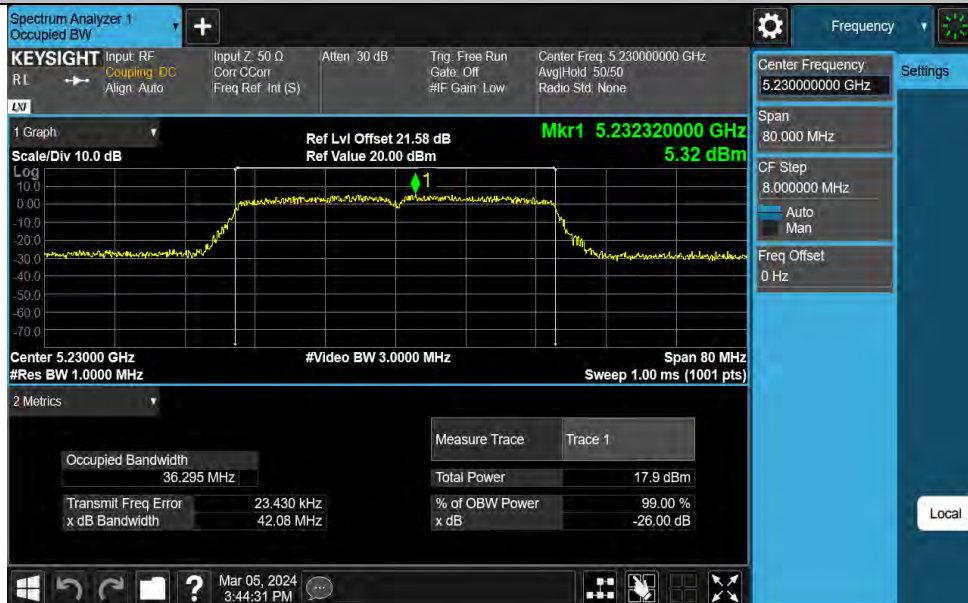 Spectrum Analyzer 1
Occupied BW
+
Frequency
KEYSIGHT
Input: RF
Coupling: DC
Align: Auto
Input Z: 50 Ω
Corr CCorr
Freq Ref: Int (S)
Atten: 30 dB
Trig: Free Run
Gate: Off
#IF Gain: Low
Center Freq: 5.230000000 GHz
Avg|Hold: 50/50
Radio Std: None
LXI
Center Frequency
5.230000000 GHz
Settings
Span
80.000 MHz
CF Step
8.000000 MHz
Auto
Man
Freq Offset
0 Hz
1 Graph
Scale/Div 10.0 dB
Ref Lvl Offset 21.58 dB
Ref Value 20.00 dBm
Mkr1 5.232320000 GHz
5.32 dBm
Log
10.0
0.00
-10.0
-20.0
-30.0
-40.0
-50.0
-60.0
-70.0
1
Center 5.23000 GHz
#Res BW 1.0000 MHz
#Video BW 3.0000 MHz
Span 80 MHz
Sweep 1.00 ms (1001 pts)
2 Metrics
Measure Trace Trace 1
Occupied Bandwidth
36.295 MHz
Total Power 17.9 dBm
Transmit Freq Error 23.430 kHz
% of OBW Power 99.00 %
x dB Bandwidth 42.08 MHz
x dB -26.00 dB
Local
?
Mar 05, 2024
3:44:31 PM